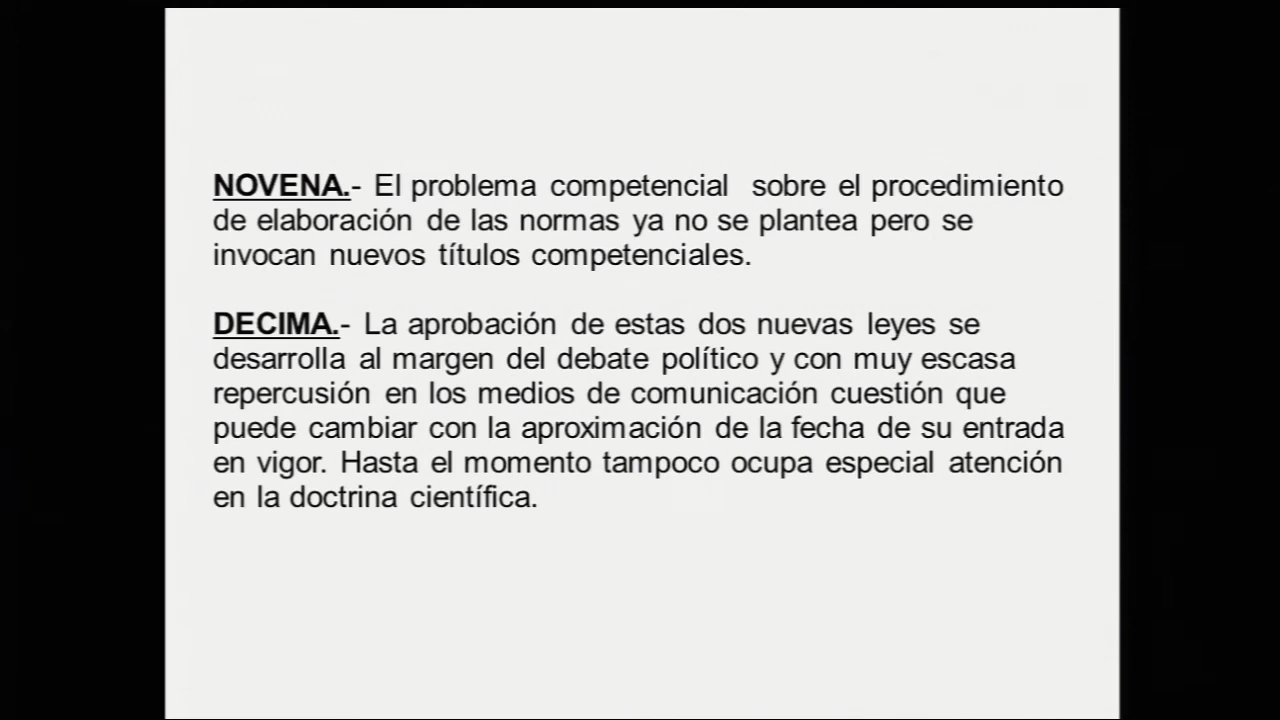 NOVENA.- El problema competencial sobre el procedimiento
de elaboración de las normas ya no se plantea pero se
invocan nuevos títulos competenciales.
DECIMA.- La aprobación de estas dos nuevas leyes se
desarrolla al margen del debate político y con muy escasa
repercusión en los medios de comunicación cuestión que
puede cambiar con la aproximación de la fecha de su entrada
en vigor. Hasta el momento tampoco ocupa especial atención
en la doctrina científica.